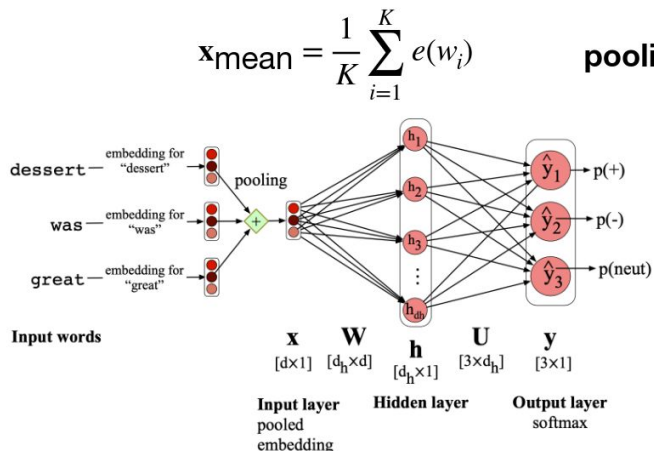 x_mean = 1/K ∑_{i=1}^{K} e(w_i)
pooli
dessert
embedding for
"dessert"
was
embedding for
"was"
great
embedding for
"great"
pooling
+
h1
h2
h3
⋮
hdh
ŷ1
ŷ2
ŷ3
p(+)
p(-)
p(neut)
Input words
x W h U y
[d×1] [dh×d] [dh×1] [3×dh] [3×1]
Input layer Hidden layer Output layer
pooled softmax
embedding